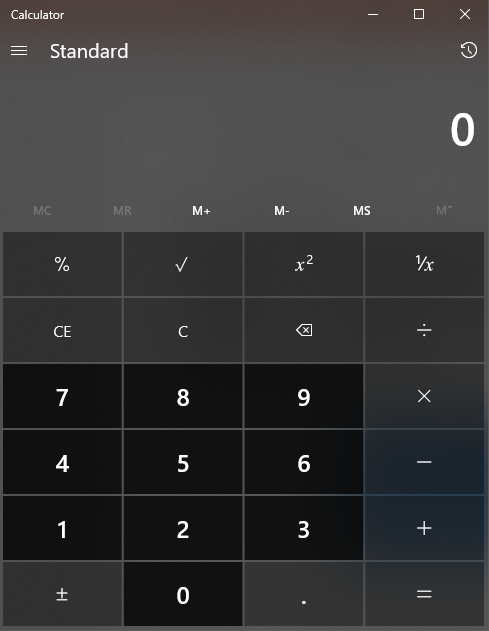 Calculator
Standard
0
MC MR M+ M- MS M˅
% √ x² ¹/x
CE C ÷
7 8 9 ×
4 5 6 −
1 2 3 +
± 0 . =